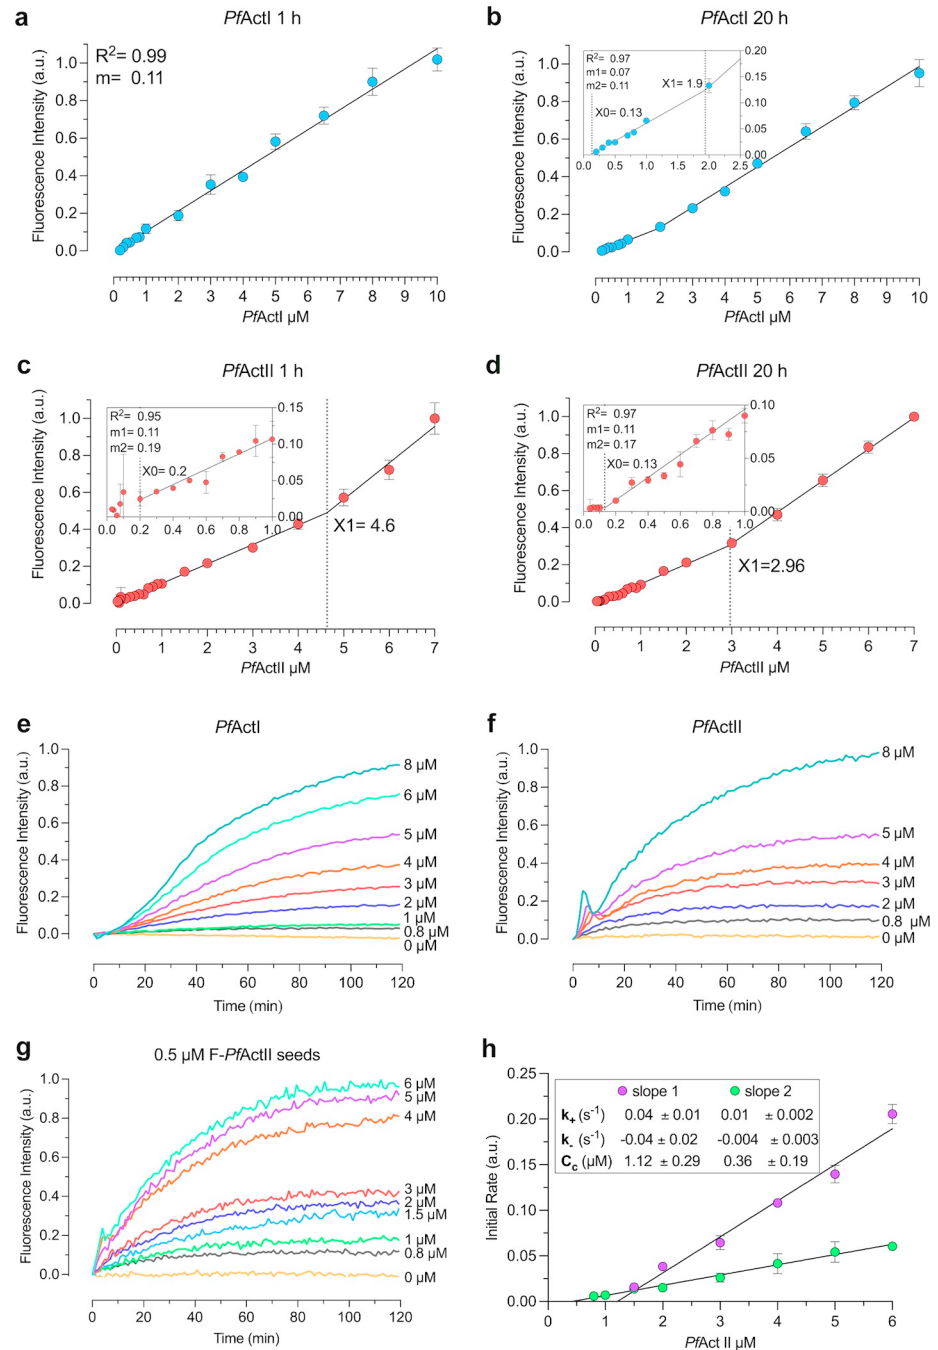 a
PfActI 1 h
R²= 0.99
m= 0.11
Fluorescence Intensity (a.u.)
1.0
0.8
0.6
0.4
0.2
0.0
0 1 2 3 4 5 6 7 8 9 10
PfActI µM
b
PfActI 20 h
Fluorescence Intensity (a.u.)
1.0
0.8
0.6
0.4
0.2
0.0
R²= 0.97
m1= 0.07
m2= 0.11
X0= 0.13
X1= 1.9
0.20
0.15
0.10
0.05
0.00
0.0 0.5 1.0 1.5 2.0 2.5
0 1 2 3 4 5 6 7 8 9 10
PfActI µM
c
PfActII 1 h
Fluorescence Intensity (a.u.)
1.0
0.8
0.6
0.4
0.2
0.0
R²= 0.95
m1= 0.11
m2= 0.19
X0= 0.2
0.15
0.10
0.05
0.00
0.0 0.2 0.4 0.6 0.8 1.0
X1= 4.6
0 1 2 3 4 5 6 7
PfActII µM
d
PfActII 20 h
Fluorescence Intensity (a.u.)
1.0
0.8
0.6
0.4
0.2
0.0
R²= 0.97
m1= 0.11
m2= 0.17
X0= 0.13
0.10
0.05
0.00
0.0 0.2 0.4 0.6 0.8 1.0
X1=2.96
0 1 2 3 4 5 6 7
PfActII µM
e
PfActI
Fluorescence Intensity (a.u.)
1.0
0.8
0.6
0.4
0.2
0.0
8 µM
6 µM
5 µM
4 µM
3 µM
2 µM
1 µM
0.8 µM
0 µM
0 20 40 60 80 100 120
Time (min)
f
PfActII
Fluorescence Intensity (a.u.)
1.0
0.8
0.6
0.4
0.2
0.0
8 µM
5 µM
4 µM
3 µM
2 µM
0.8 µM
0 µM
0 20 40 60 80 100 120
Time (min)
g
0.5 µM F-PfActII seeds
Fluorescence Intensity (a.u.)
1.0
0.8
0.6
0.4
0.2
0.0
6 µM
5 µM
4 µM
3 µM
2 µM
1.5 µM
1 µM
0.8 µM
0 µM
0 20 40 60 80 100 120
Time (min)
h
Initial Rate (a.u.)
0.25
0.20
0.15
0.10
0.05
0.00
slope 1 slope 2
k₊ (s⁻¹) 0.04 ± 0.01 0.01 ± 0.002
k₋ (s⁻¹) -0.04 ± 0.02 -0.004 ± 0.003
Cc (µM) 1.12 ± 0.29 0.36 ± 0.19
0 1 2 3 4 5 6
PfAct II µM